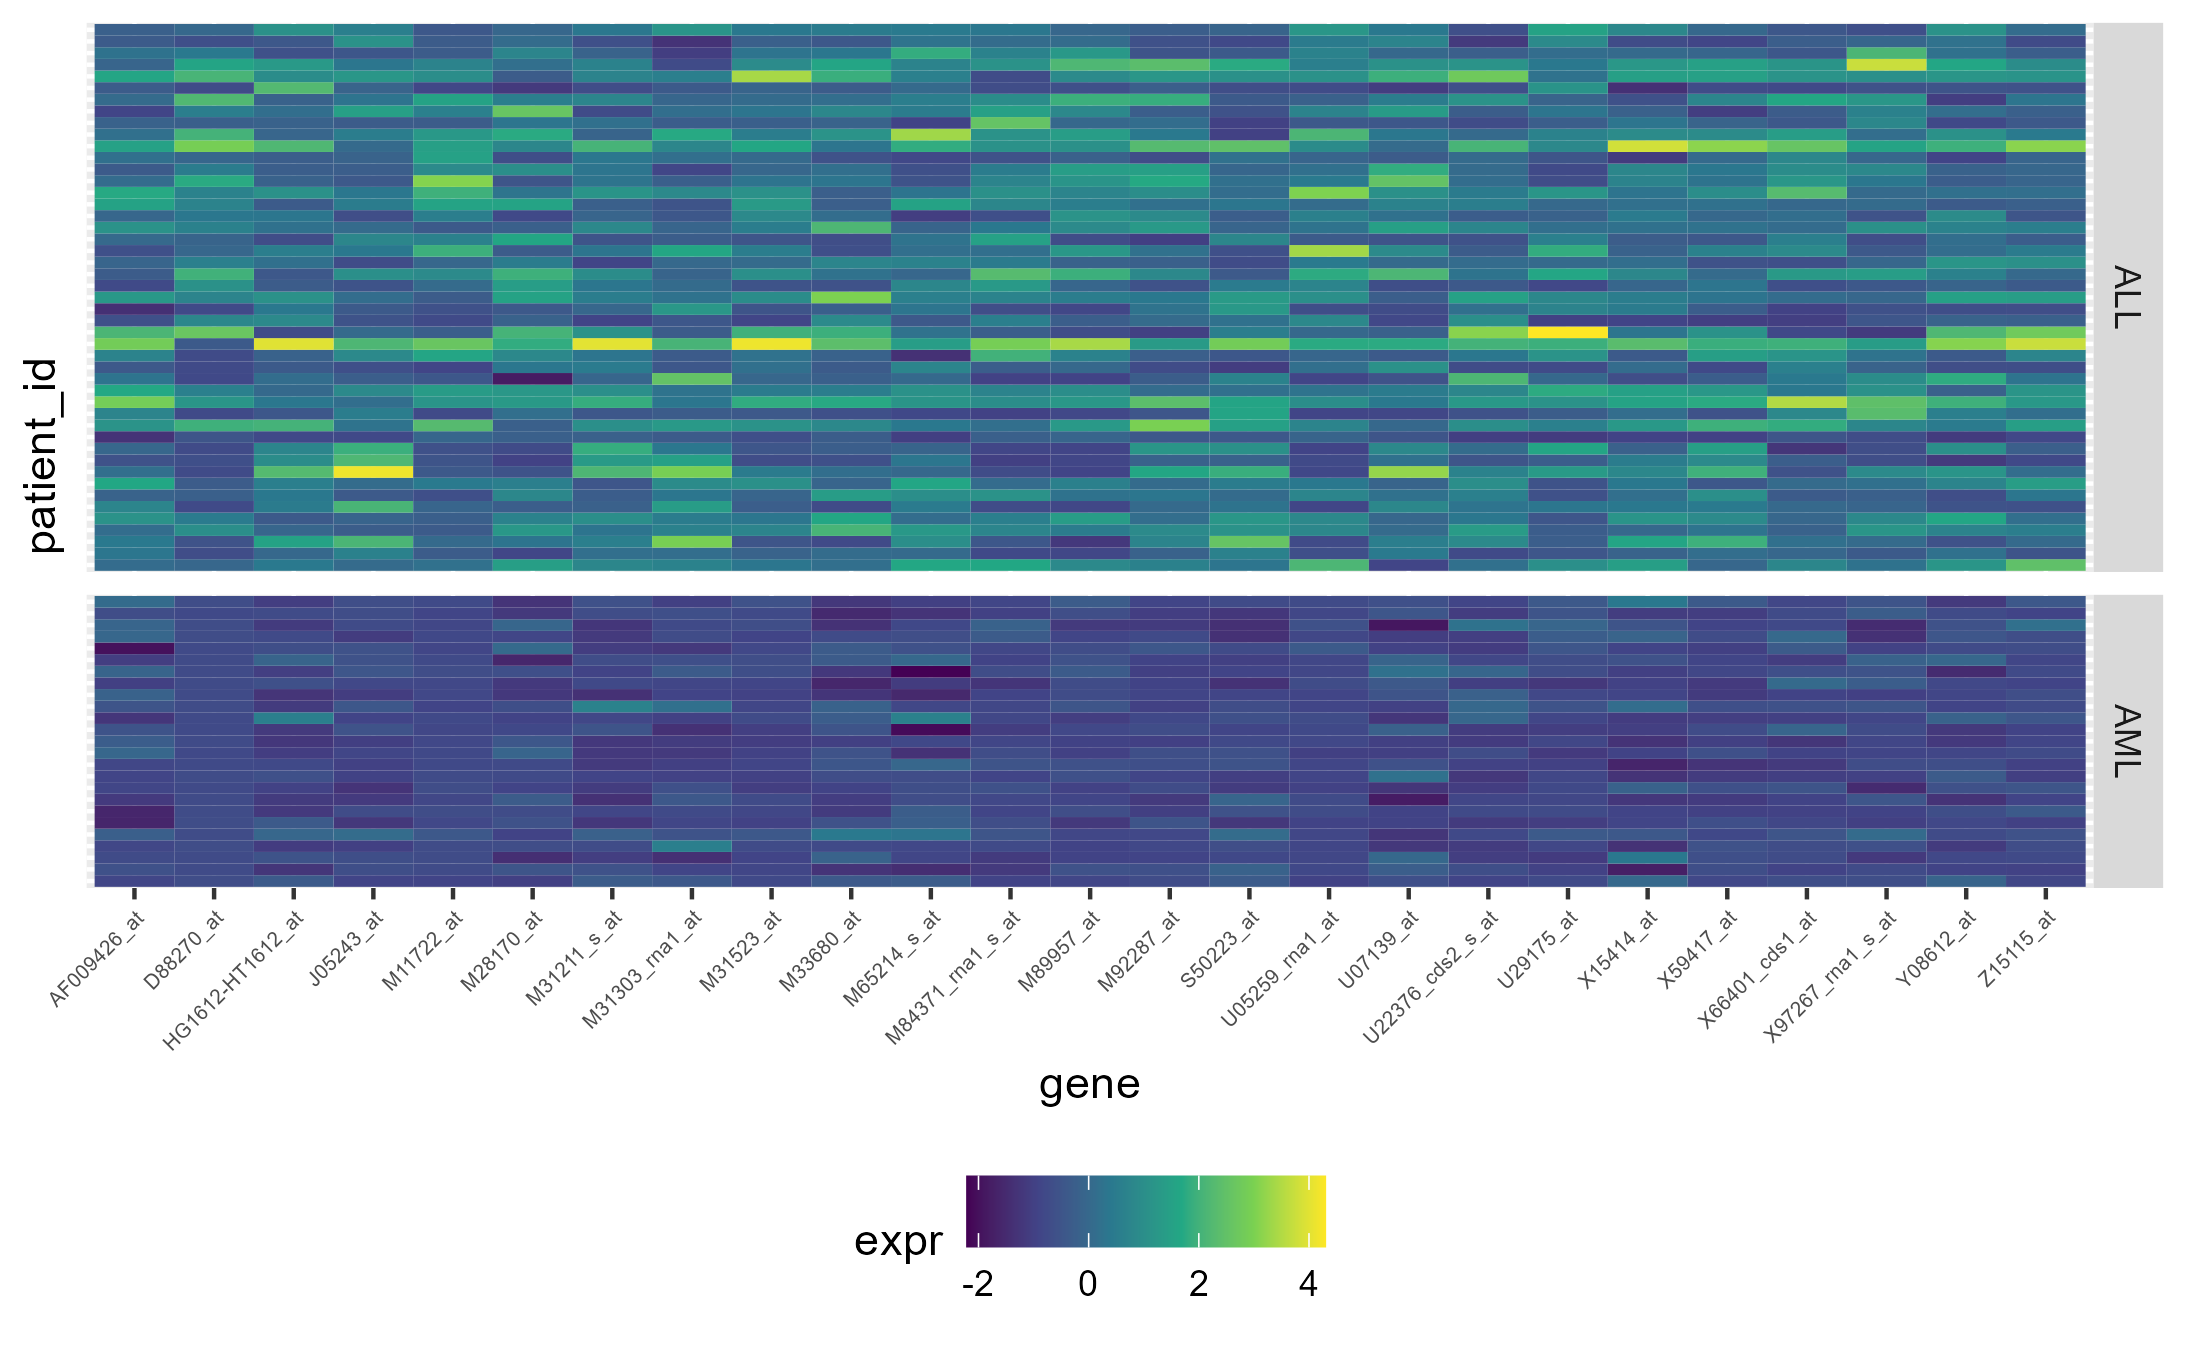 patient_id
ALL
AML
AF009426_at
D88270_at
HG1612-HT1612_at
J05243_at
M11722_at
M28170_at
M31211_s_at
M31303_rna1_at
M31523_at
M33680_at
M65214_s_at
M84371_rna1_s_at
M89957_at
M92287_at
S50223_at
U05259_rna1_at
U07139_at
U22376_cds2_s_at
U29175_at
X15414_at
X59417_at
X66401_cds1_at
X97267_rna1_s_at
Y08612_at
Z15115_at
gene
expr
-2 0 2 4